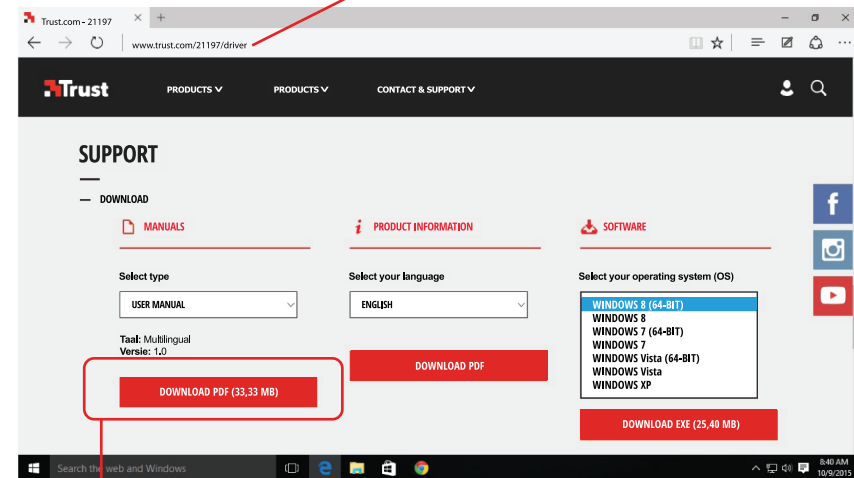 Trust.com - 21197
www.trust.com/21197/driver
Trust
PRODUCTS
PRODUCTS
CONTACT & SUPPORT
SUPPORT
DOWNLOAD
MANUALS
Select type
USER MANUAL
Taal: Multilingual
Versie: 1.0
DOWNLOAD PDF (33,33 MB)
PRODUCT INFORMATION
Select your language
ENGLISH
DOWNLOAD PDF
SOFTWARE
Select your operating system (OS)
WINDOWS 8 (64-BIT)
WINDOWS 8
WINDOWS 7 (64-BIT)
WINDOWS 7
WINDOWS Vista (64-BIT)
WINDOWS Vista
WINDOWS XP
DOWNLOAD EXE (25,40 MB)
Search the web and Windows
8:40 AM
10/9/2015